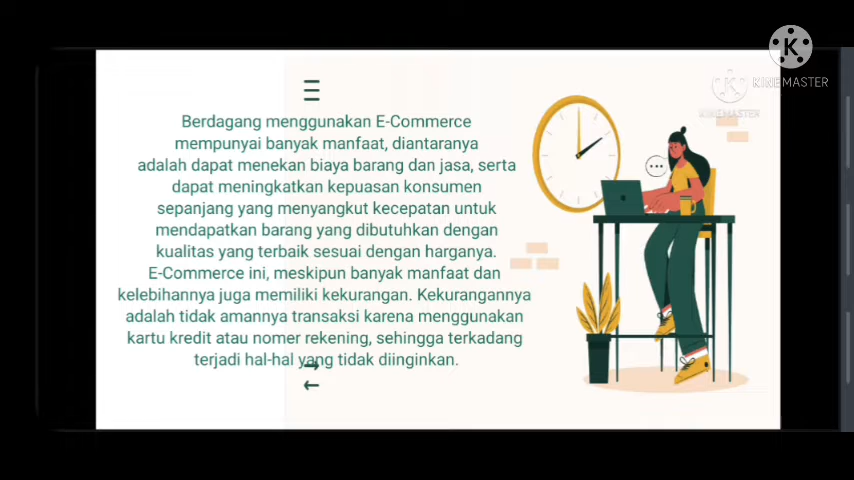 Berdagang menggunakan E-Commerce
mempunyai banyak manfaat, diantaranya
adalah dapat menekan biaya barang dan jasa, serta
dapat meningkatkan kepuasan konsumen
sepanjang yang menyangkut kecepatan untuk
mendapatkan barang yang dibutuhkan dengan
kualitas yang terbaik sesuai dengan harganya.
E-Commerce ini, meskipun banyak manfaat dan
kelebihannya juga memiliki kekurangan. Kekurangannya
adalah tidak amannya transaksi karena menggunakan
kartu kredit atau nomer rekening, sehingga terkadang
terjadi hal-hal yang tidak diinginkan.
K
KINEMASTER
KINEMASTER